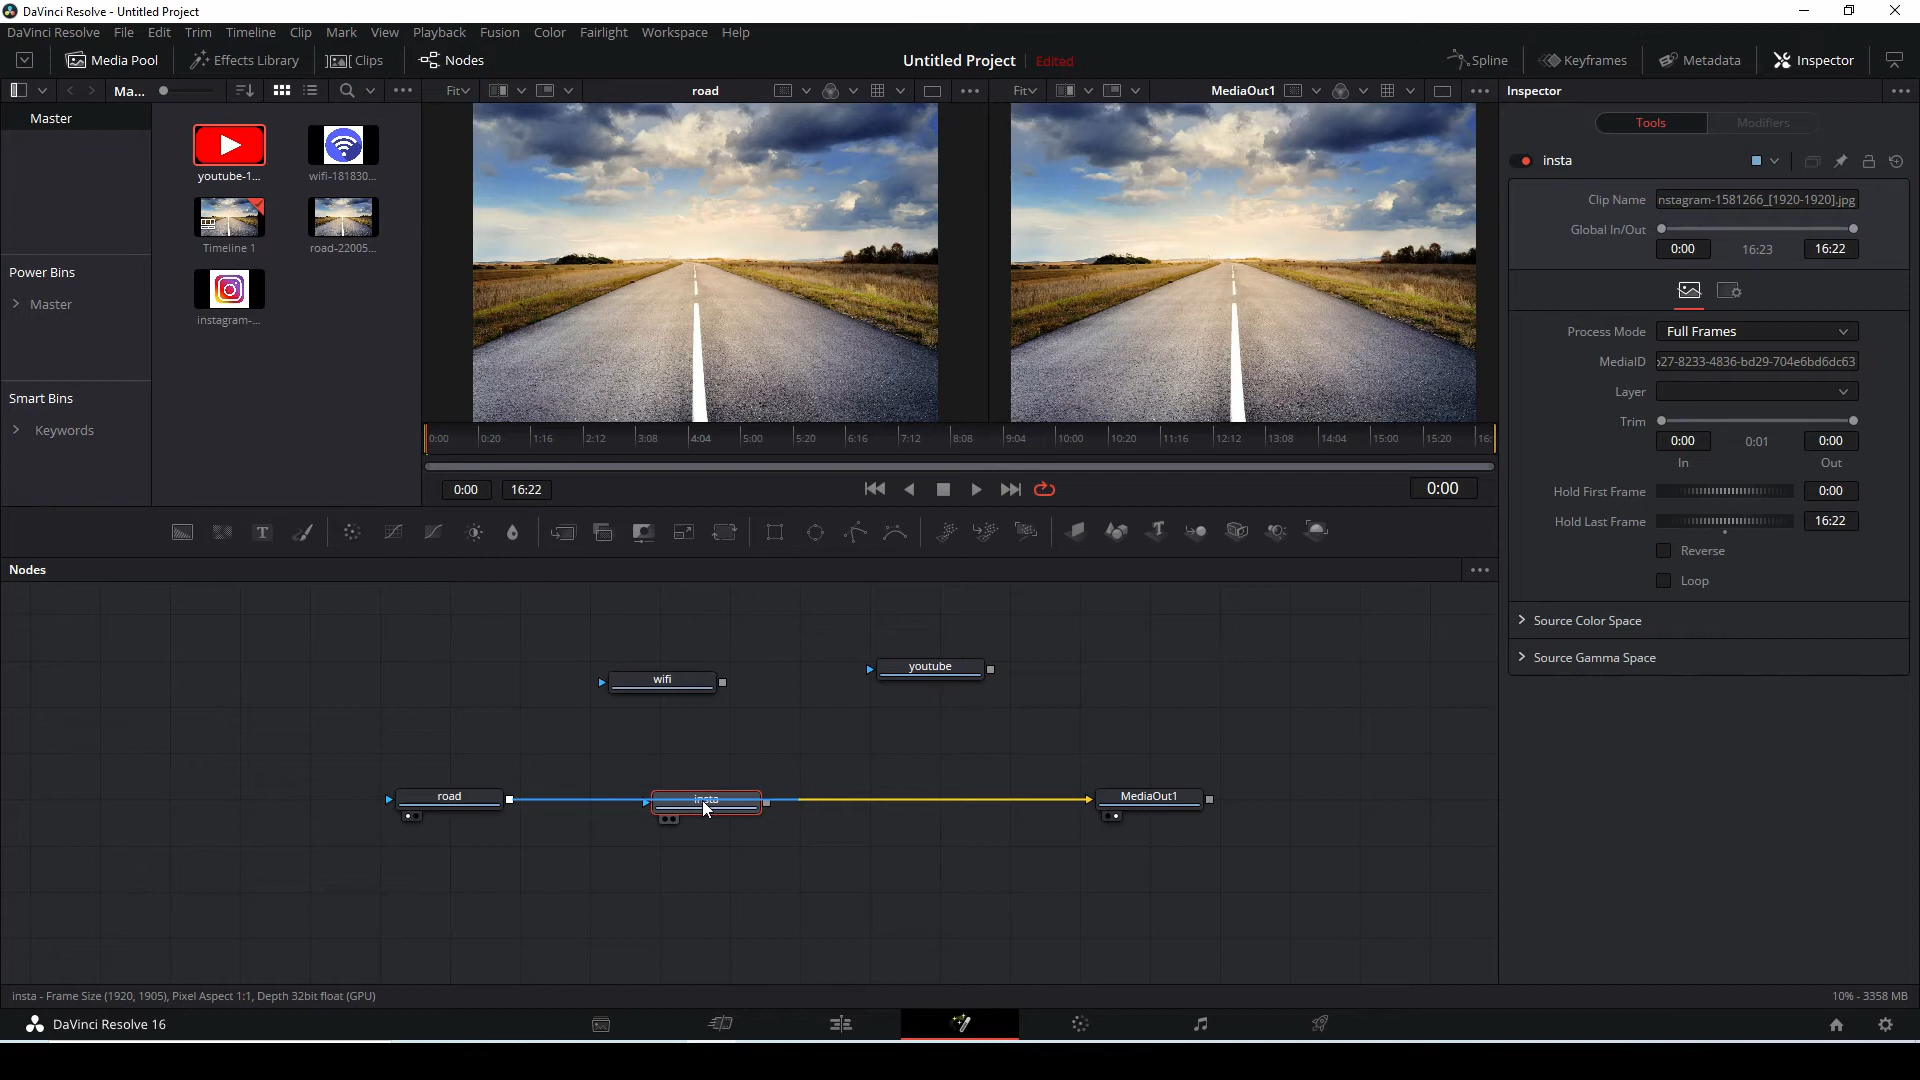 DaVinci Resolve - Untitled Project
DaVinci Resolve File Edit Trim Timeline Clip Mark View Playback Fusion Color Fairlight Workspace Help
Media Pool Effects Library Clips Nodes Untitled Project Edited Spline Keyframes Metadata Inspector
Ma... Fit road Fit MediaOut1 Inspector
Master
Tools Modifiers
youtube-1... wifi-181830...
insta
Clip Name nstagram-1581266_[1920-1920].jpg
Global In/Out
0:00 16:23 16:22
Timeline 1 road-22005...
Power Bins
Master
instagram-...
Process Mode Full Frames
MediaID 27-8233-4836-bd29-704e6bd6dc63
Layer
Smart Bins
Keywords
Trim
0:00 0:01 0:00
In Out
0:00 0:20 1:16 2:12 3:08 4:04 5:00 5:20 6:16 7:12 8:08 9:04 10:00 10:20 11:16 12:12 13:08 14:04 15:00 15:20 16:
0:00 16:22 0:00
Hold First Frame 0:00
Hold Last Frame 16:22
Reverse
Loop
Nodes
Source Color Space
Source Gamma Space
wifi youtube
road insta MediaOut1
insta - Frame Size (1920, 1905), Pixel Aspect 1:1, Depth 32bit float (GPU) 10% - 3358 MB
DaVinci Resolve 16